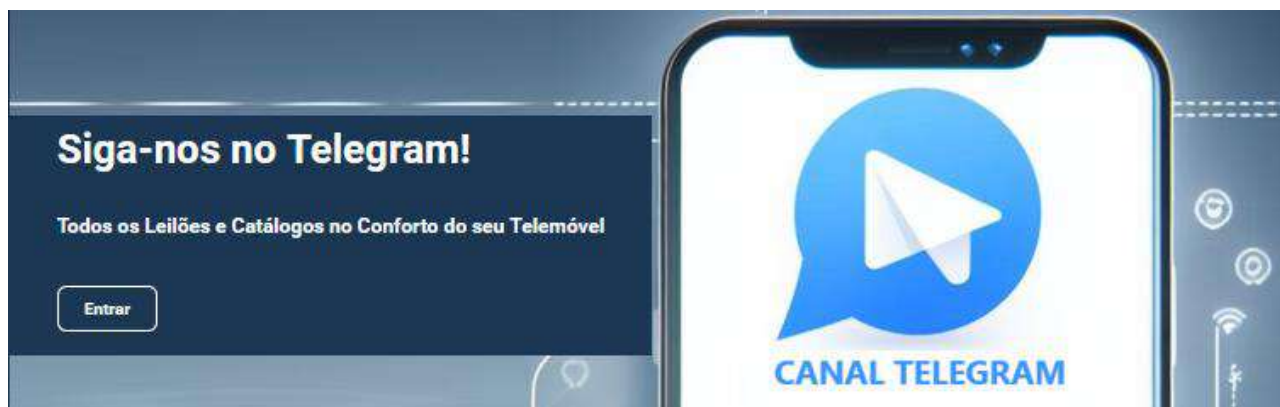 Siga-nos no Telegram!
Todos os Leilões e Catálogos no Conforto do seu Telemóvel
Entrar
CANAL TELEGRAM